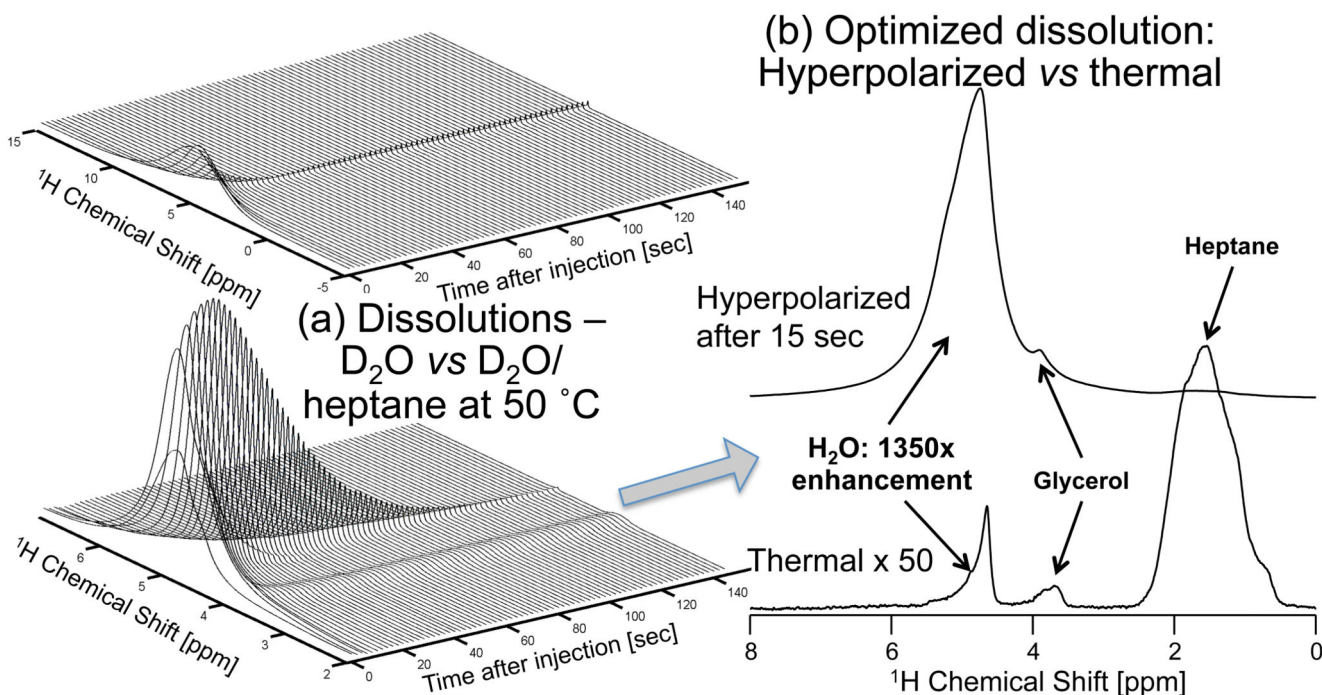 15
10
5
0
-5
¹H Chemical Shift [ppm]
0
20
40
60
80
100
120
140
Time after injection [sec]
(a) Dissolutions –
D₂O vs D₂O/
heptane at 50 ˚C
6
5
4
3
2
¹H Chemical Shift [ppm]
0
20
40
60
80
100
120
140
Time after injection [sec]
(b) Optimized dissolution:
Hyperpolarized vs thermal
Heptane
Hyperpolarized
after 15 sec
H₂O: 1350x
enhancement
Glycerol
Thermal x 50
8 6 4 2 0
¹H Chemical Shift [ppm]